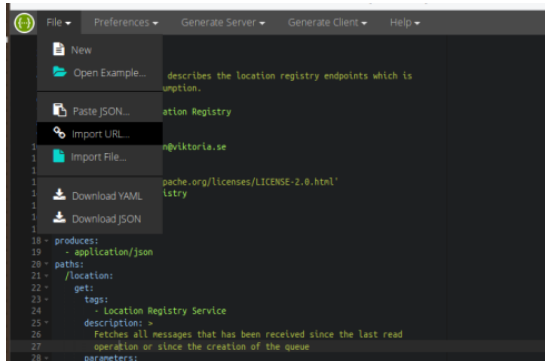 File Preferences Generate Server Generate Client Help
New
Open Example...
describes the location registry endpoints which is
Paste JSON...
ation Registry
Import URL...
n@viktoria.se
Import File...
pache.org/licenses/LICENSE-2.0.html'
Download YAML
istry
Download JSON
18 produces:
19 - application/json
20 paths:
21 /location:
22 get:
23 tags:
24 - Location Registry Service
25 description: >
26 Fetches all messages that has been received since the last read
27 operation or since the creation of the queue
28 parameters: